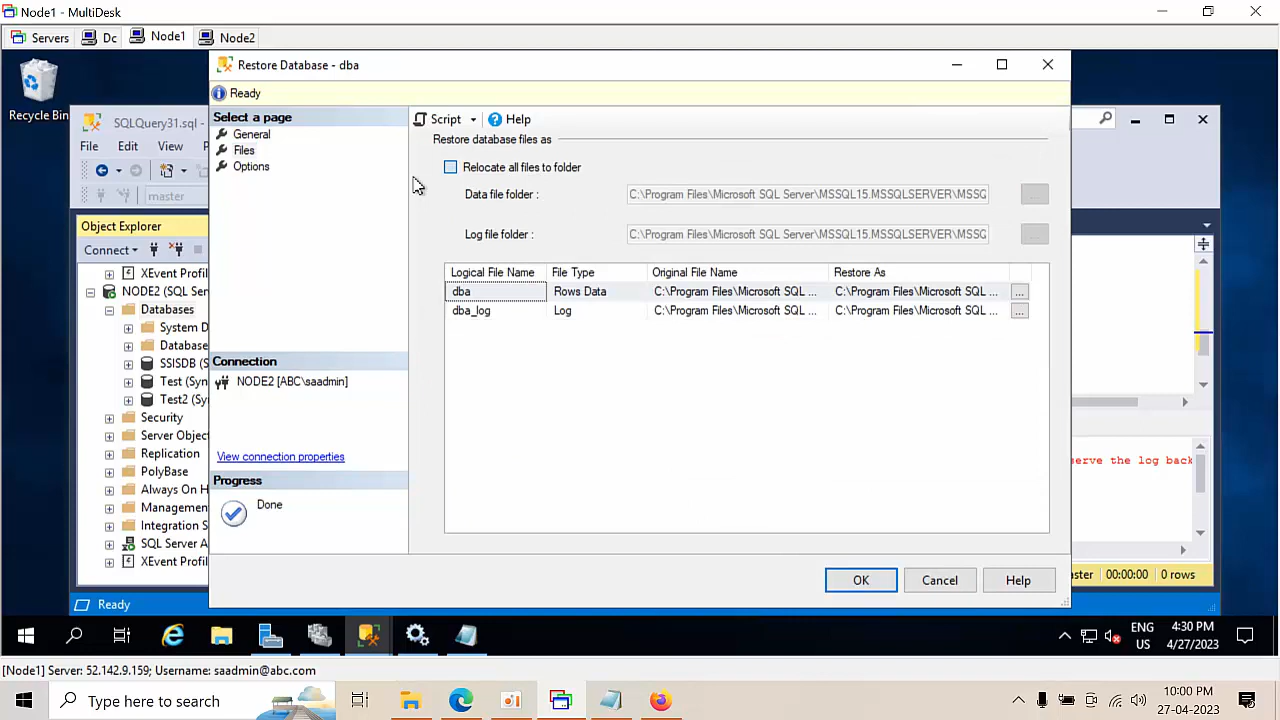 Node1 - MultiDesk
Servers Dc Node1 Node2
Recycle Bin
SQLQuery31.sql -
File Edit View
master
Object Explorer
Connect
XEvent Profil
NODE2 (SQL Ser
Databases
System D
Database
SSISDB (S
Test (Syn
Test2 (Sy
Security
Server Object
Replication
PolyBase
Always On H
Managemen
Integration S
SQL Server A
XEvent Profil
Ready
Restore Database - dba
Ready
Select a page
General
Files
Options
Connection
NODE2 [ABC\saadmin]
View connection properties
Progress
Done
Script Help
Restore database files as
Relocate all files to folder
Data file folder : C:\Program Files\Microsoft SQL Server\MSSQL15.MSSQLSERVER\MSSQ ...
Log file folder : C:\Program Files\Microsoft SQL Server\MSSQL15.MSSQLSERVER\MSSQ ...
Logical File Name File Type Original File Name Restore As
dba Rows Data C:\Program Files\Microsoft SQL ... C:\Program Files\Microsoft SQL ... ...
dba_log Log C:\Program Files\Microsoft SQL ... C:\Program Files\Microsoft SQL ... ...
OK Cancel Help
erve the log back
ster 00:00:00 0 rows
ENG
US
4:30 PM
4/27/2023
[Node1] Server: 52.142.9.159; Username: saadmin@abc.com
Type here to search
10:00 PM
27-04-2023